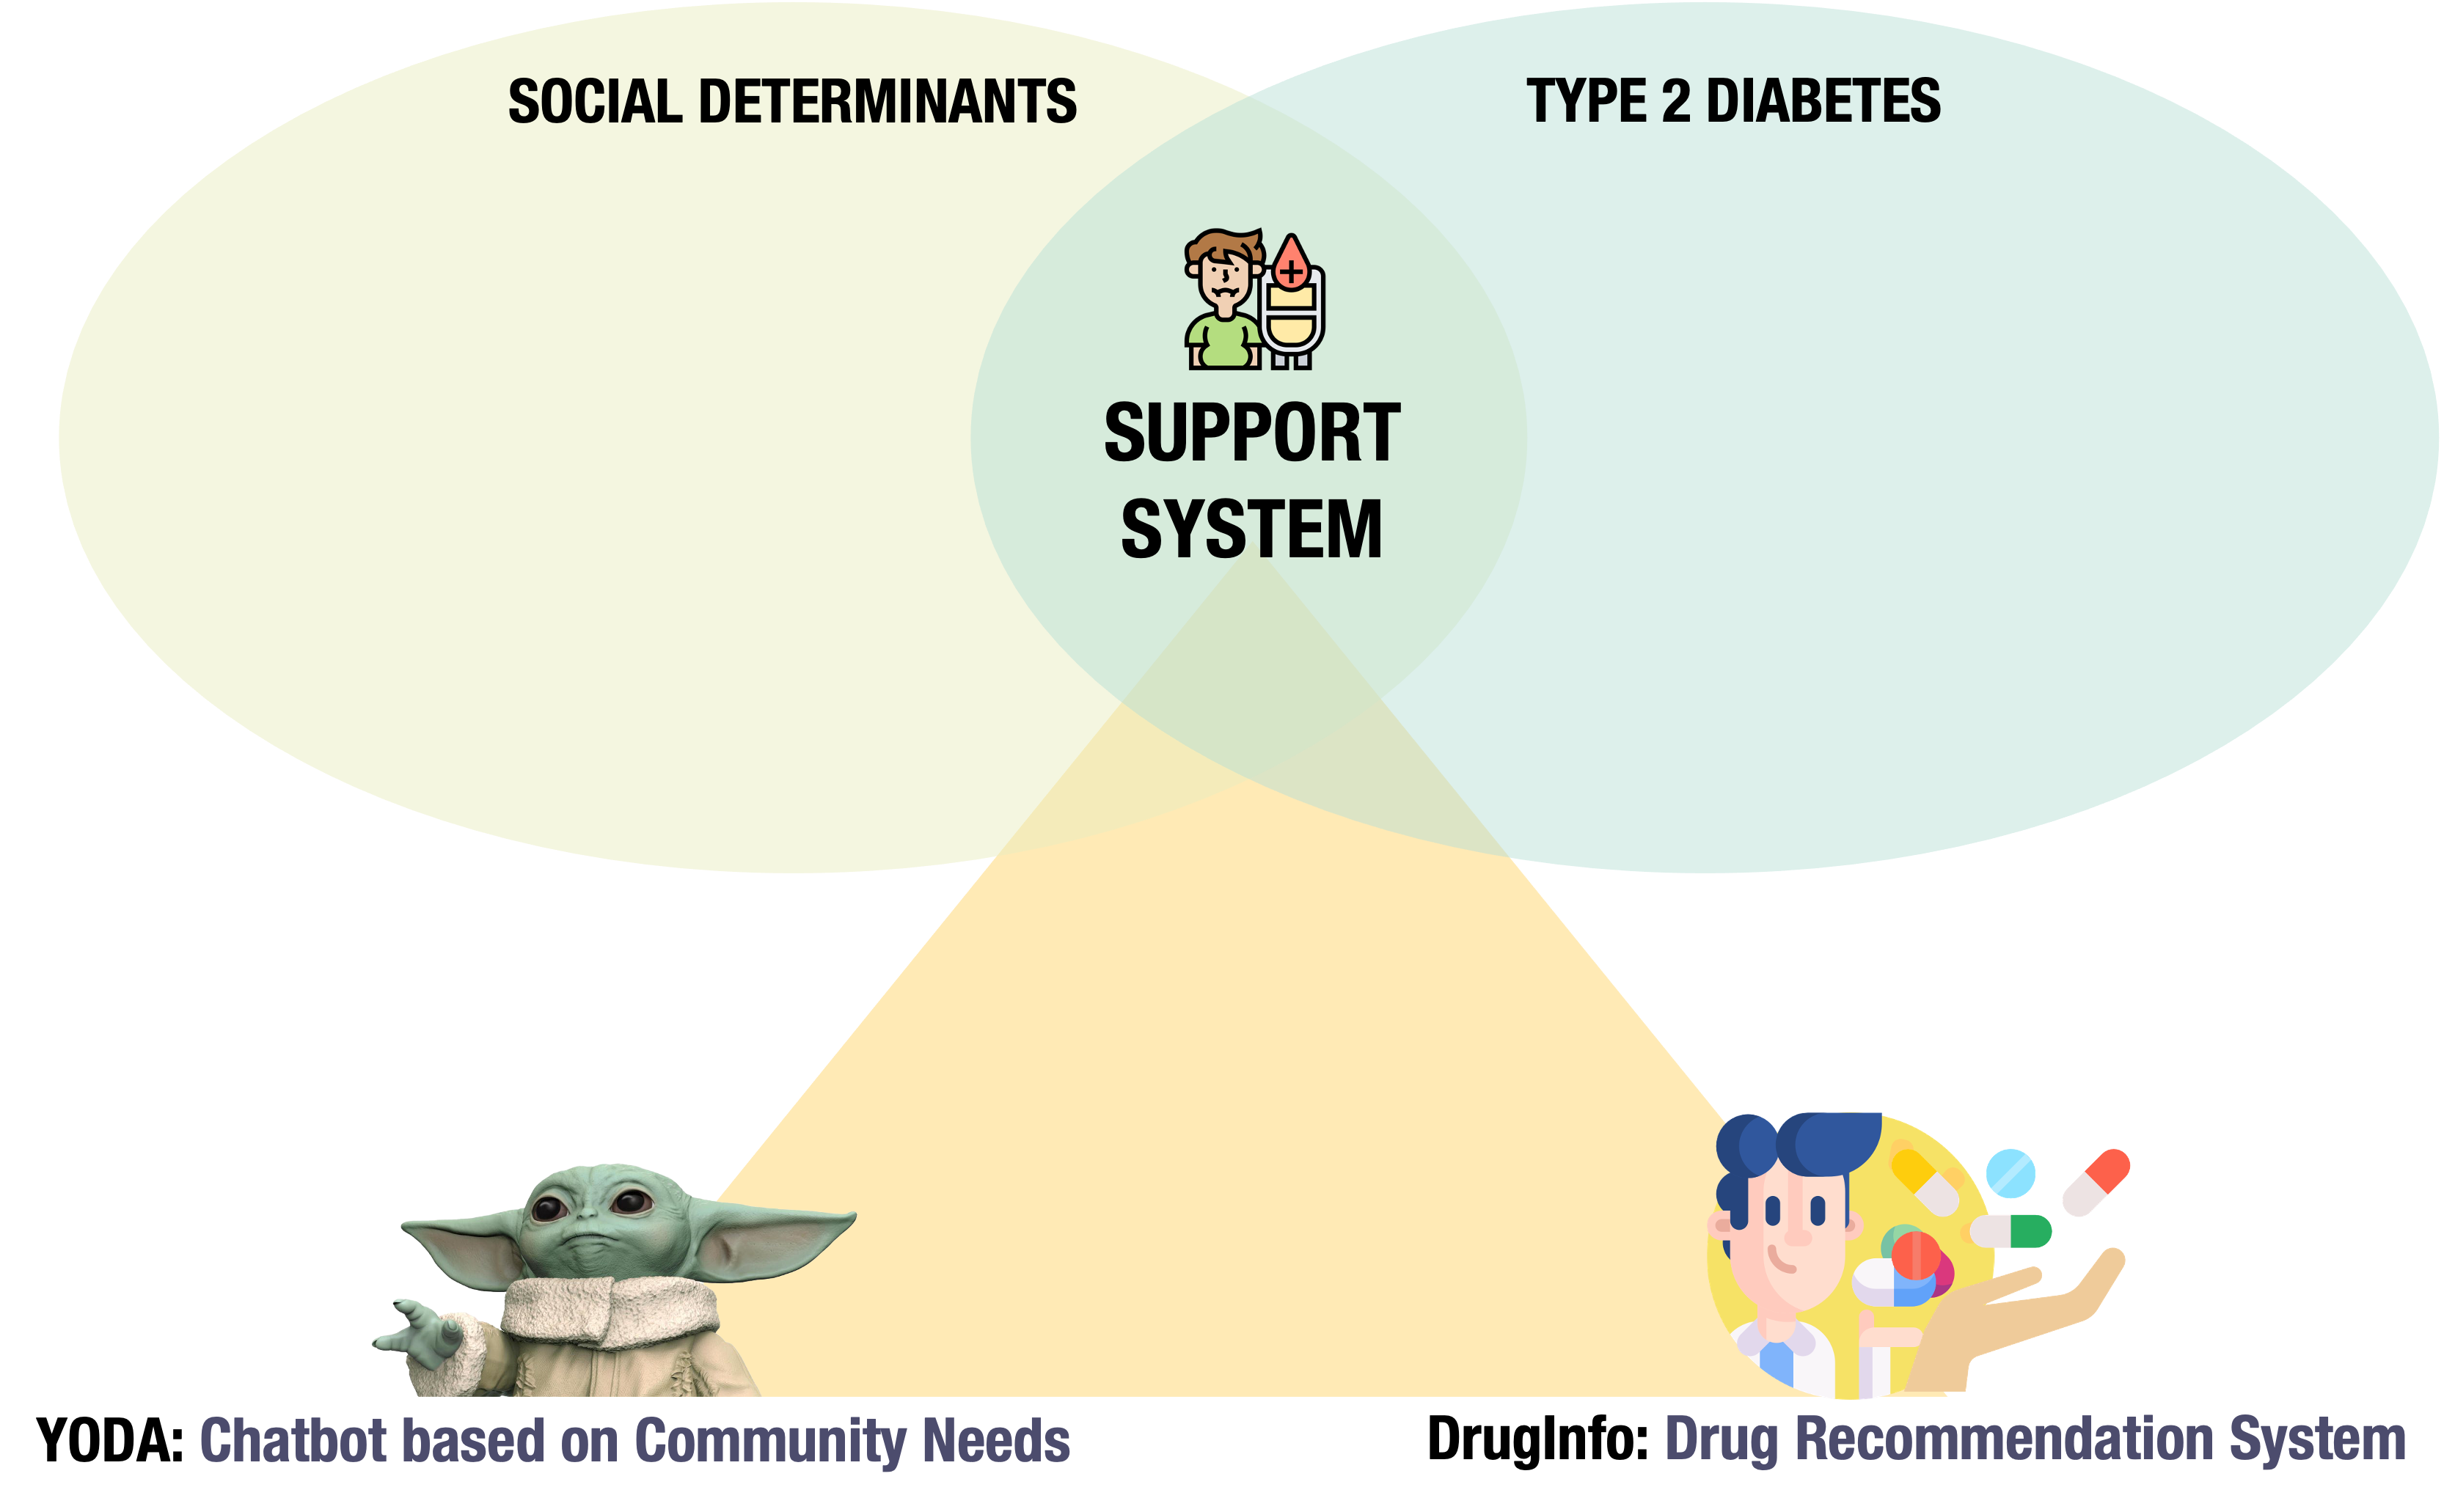 SOCIAL DETERMINANTS
TYPE 2 DIABETES
SUPPORT
SYSTEM
YODA: Chatbot based on Community Needs
DrugInfo: Drug Recommendation System